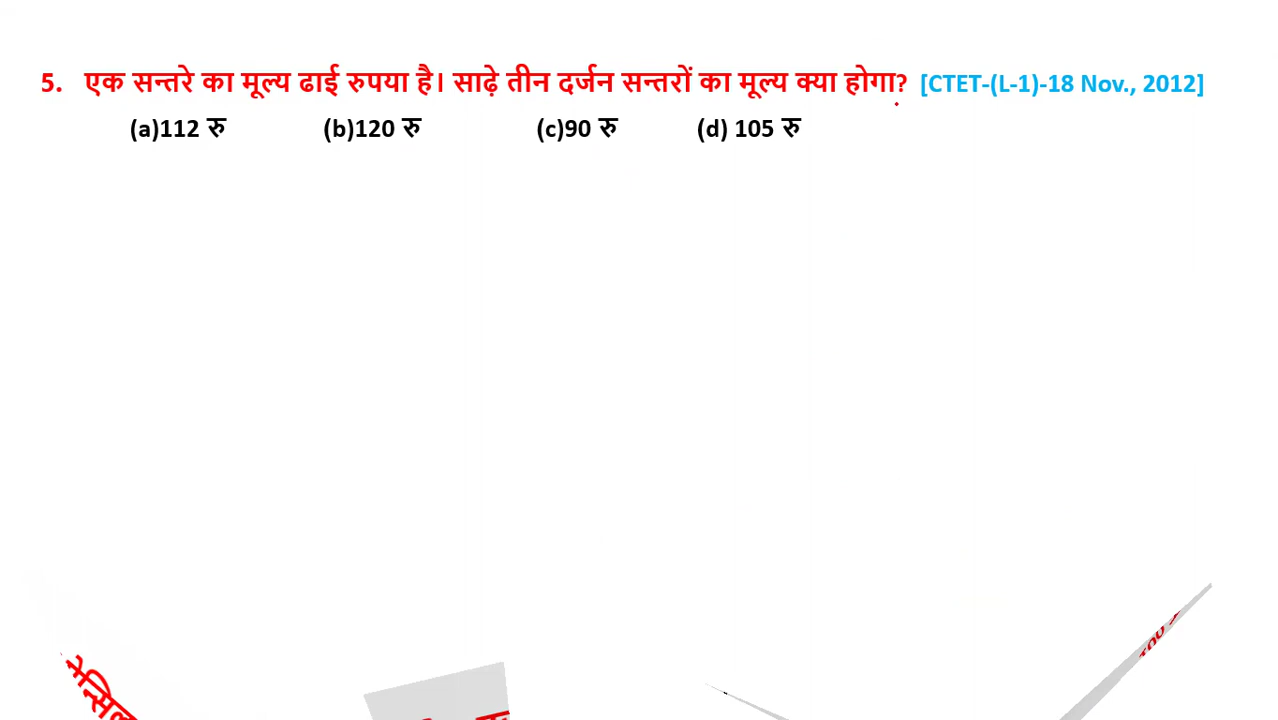 5. एक सन्तरे का मूल्य ढाई रुपया है। साढ़े तीन दर्जन सन्तरों का मूल्य क्या होगा? [CTET-(L-1)-18 Nov., 2012]
(a)112 रु (b)120 रु (c)90 रु (d) 105 रु